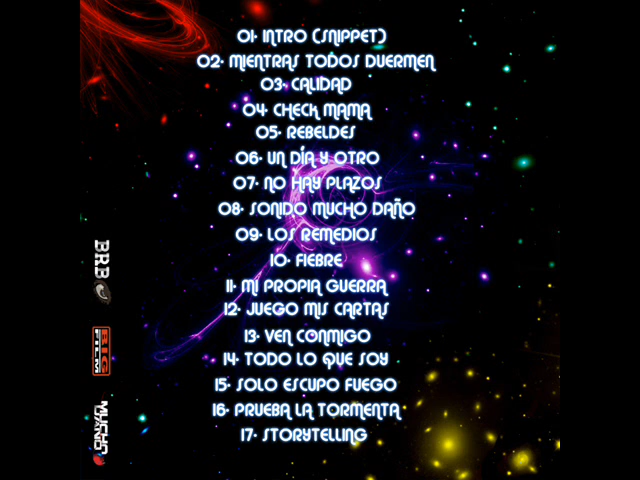 01· INTRO (SNIPPET)
02· MIENTRAS TODOS DUERMEN
03· CALIDAD
04· CHECK MAMA
05· REBELDES
06· UN DÍA Y OTRO
07· NO HAY PLAZOS
08· SONIDO MUCHO DAÑO
09· LOS REMEDIOS
10· FIEBRE
11· MI PROPIA GUERRA
12· JUEGO MIS CARTAS
13· VEN CONMIGO
14· TODO LO QUE SOY
15· SOLO ESCUPO FUEGO
16· PRUEBA LA TORMENTA
17· STORYTELLING
BIG
FILM
MUCHO